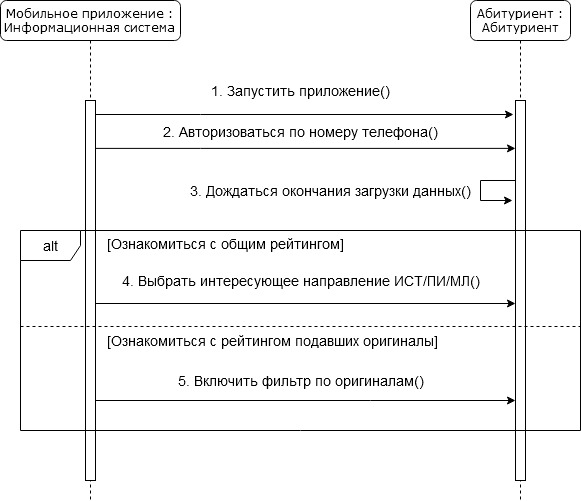 Мобильное приложение :
Информационная система
Абитуриент :
Абитуриент
1. Запустить приложение()
2. Авторизоваться по номеру телефона()
3. Дождаться окончания загрузки данных()
alt
[Ознакомиться с общим рейтингом]
4. Выбрать интересующее направление ИСТ/ПИ/МЛ()
[Ознакомиться с рейтингом подавших оригиналы]
5. Включить фильтр по оригиналам()